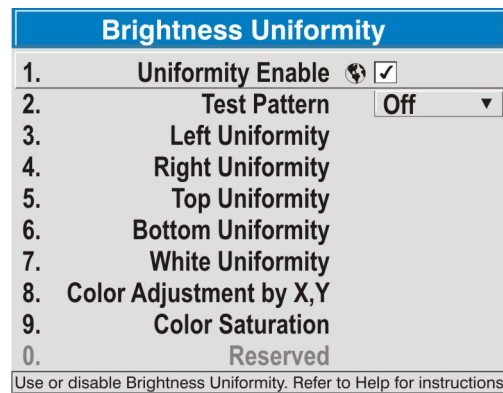 Brightness Uniformity
1. Uniformity Enable
2. Test Pattern Off
3. Left Uniformity
4. Right Uniformity
5. Top Uniformity
6. Bottom Uniformity
7. White Uniformity
8. Color Adjustment by X,Y
9. Color Saturation
0. Reserved
Use or disable Brightness Uniformity. Refer to Help for instructions